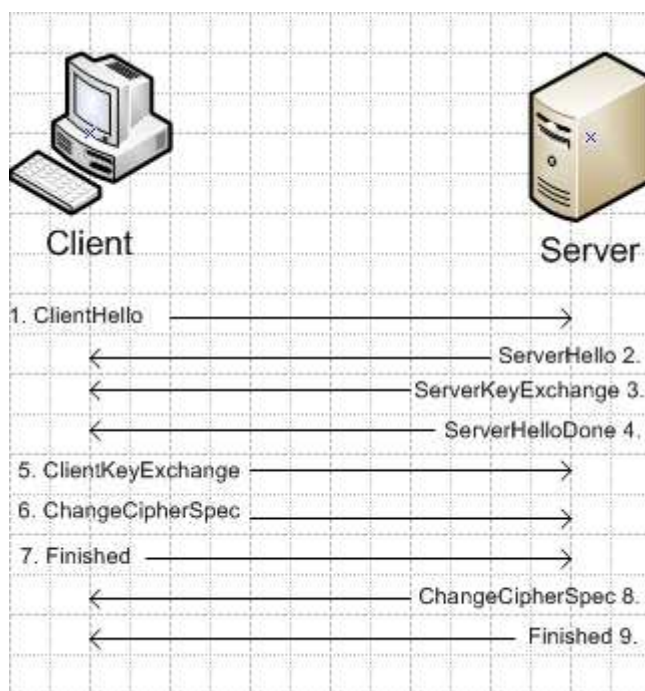 Client
Server
1. ClientHello
ServerHello 2.
ServerKeyExchange 3.
ServerHelloDone 4.
5. ClientKeyExchange
6. ChangeCipherSpec
7. Finished
ChangeCipherSpec 8.
Finished 9.